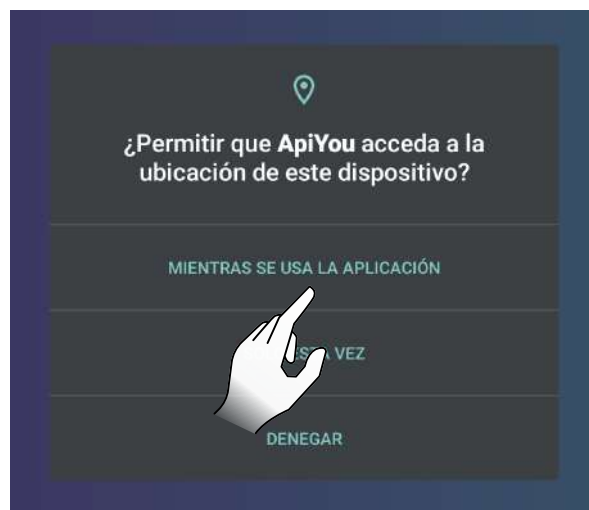 ¿Permitir que ApiYou acceda a la
ubicación de este dispositivo?
MIENTRAS SE USA LA APLICACIÓN
ESTA VEZ
DENEGAR